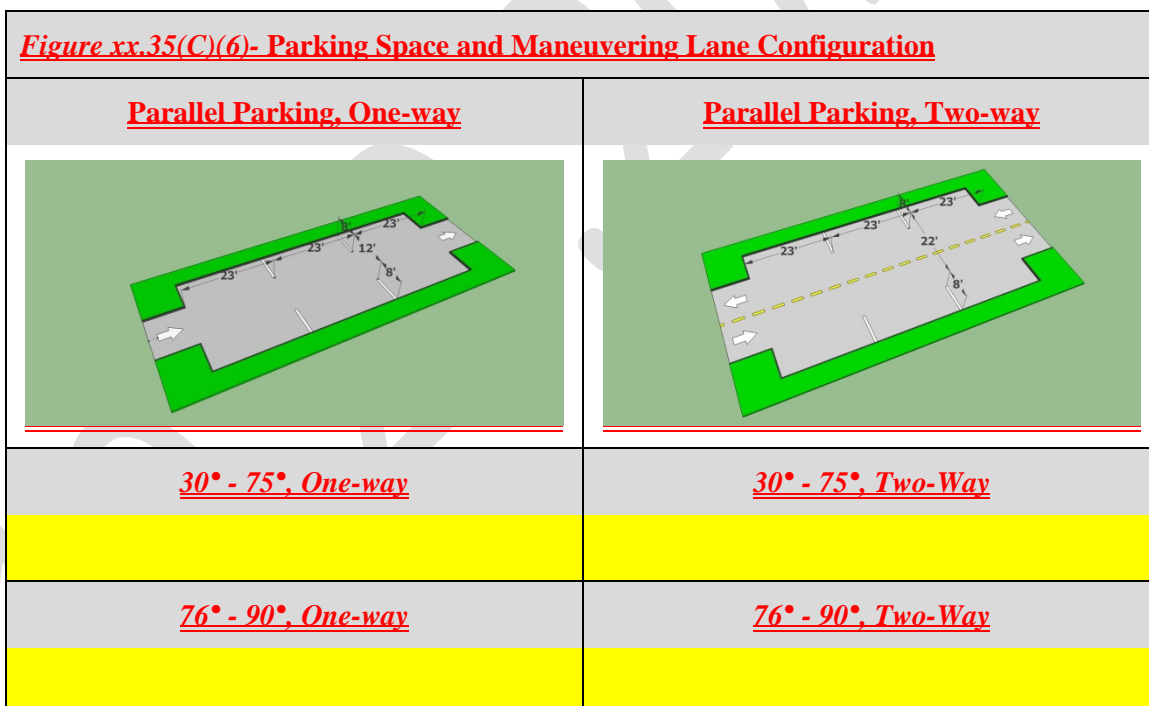 Figure xx.35(C)(6)- Parking Space and Maneuvering Lane Configuration
Parallel Parking, One-way
Parallel Parking, Two-way
8'
23'
23'
12'
23'
8'
8'
23'
23'
22'
23'
8'
30° - 75°, One-way
30° - 75°, Two-Way
76° - 90°, One-way
76° - 90°, Two-Way